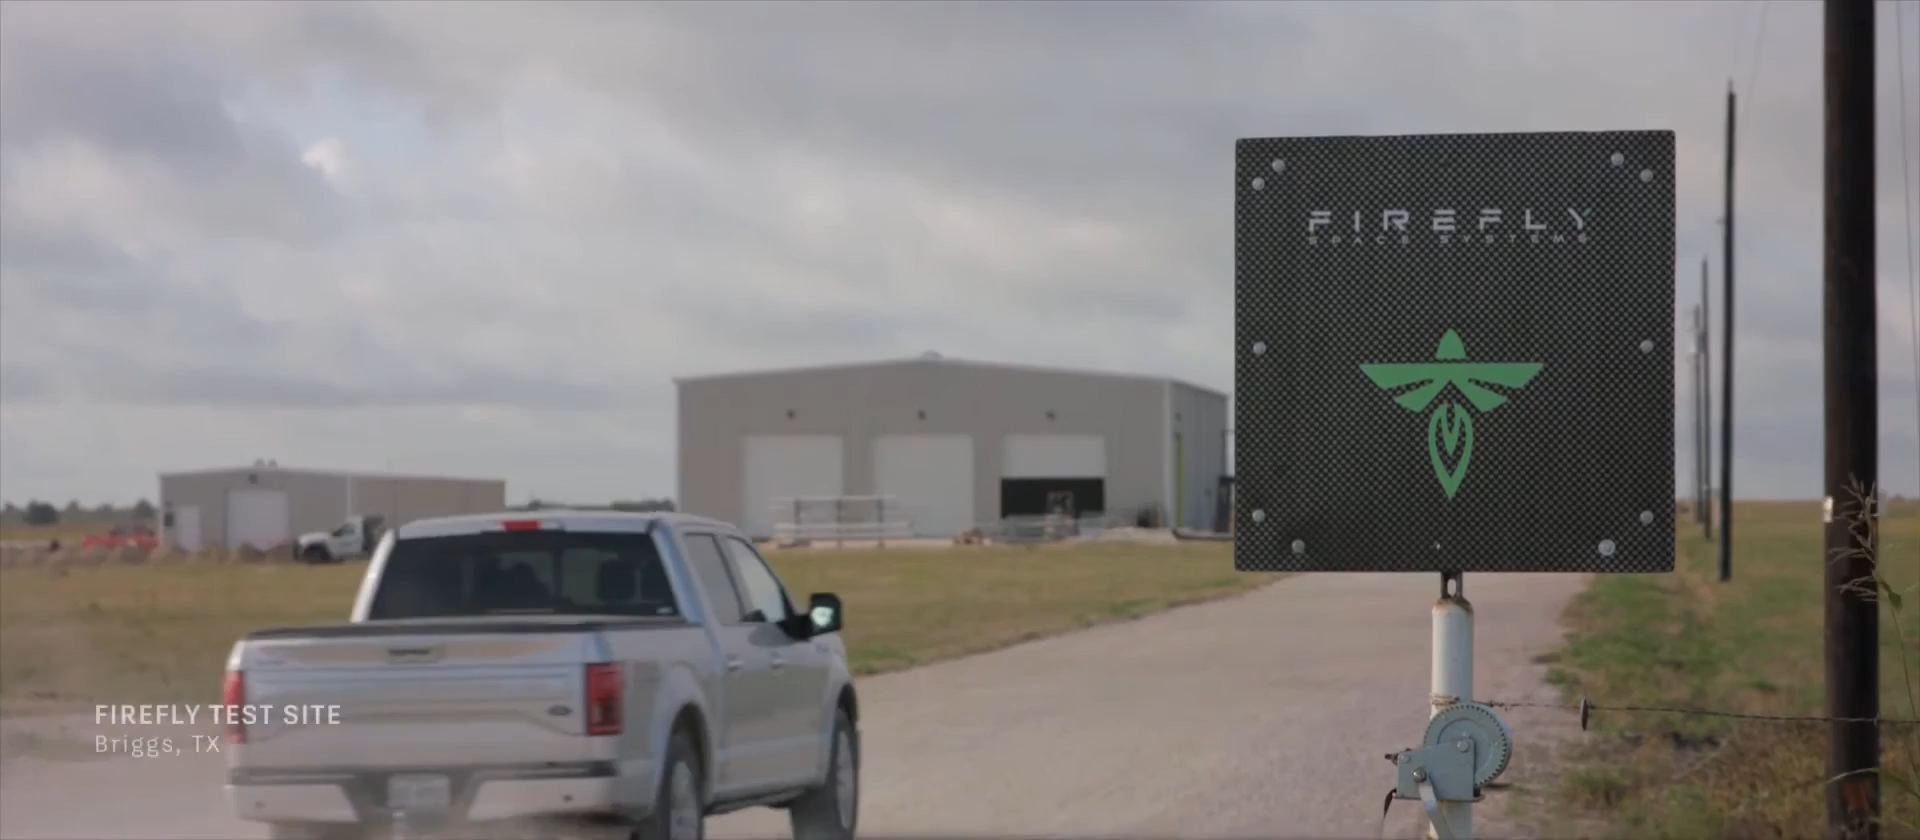 FIREFLY
SPACE SYSTEMS
FIREFLY TEST SITE
Briggs, TX